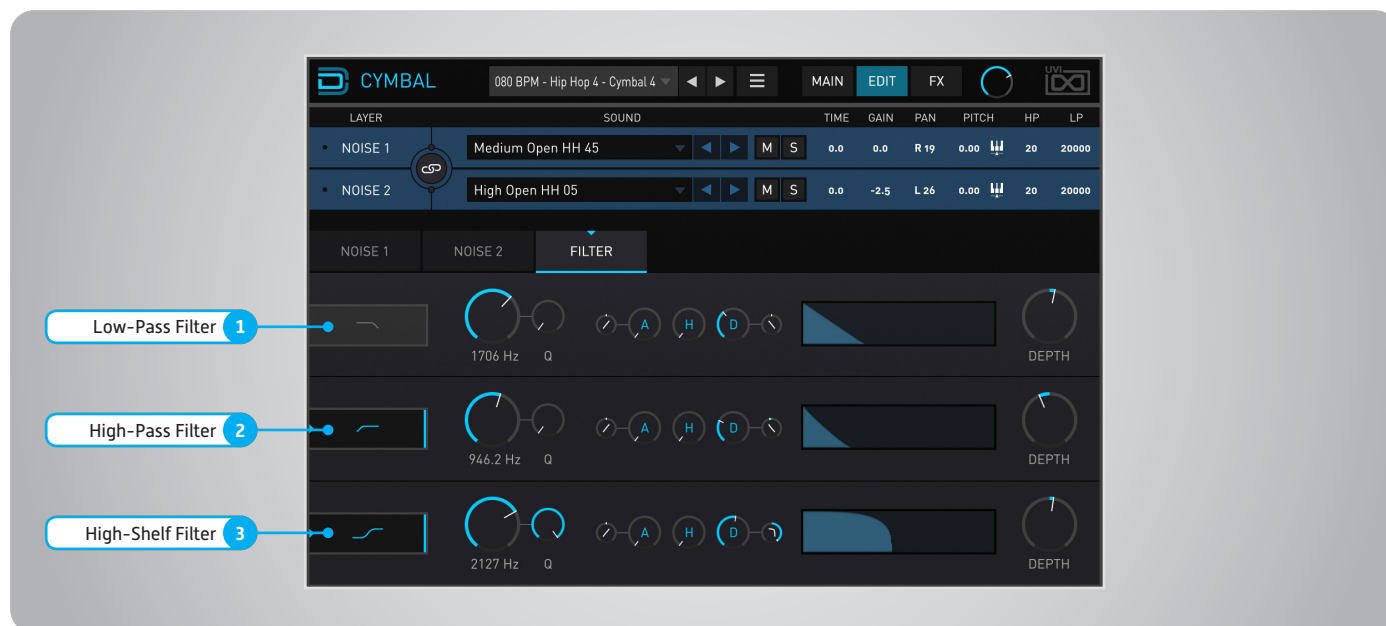 CYMBAL 080 BPM - Hip Hop 4 - Cymbal 4 MAIN EDIT FX UVI
LAYER SOUND TIME GAIN PAN PITCH HP LP
NOISE 1 Medium Open HH 45 M S 0.0 0.0 R 19 0.00 20 20000
NOISE 2 High Open HH 05 M S 0.0 -2.5 L 26 0.00 20 20000
NOISE 1 NOISE 2 FILTER
Low-Pass Filter 1 A H D
1706 Hz Q DEPTH
High-Pass Filter 2 A H D
946.2 Hz Q DEPTH
High-Shelf Filter 3 A H D
2127 Hz Q DEPTH